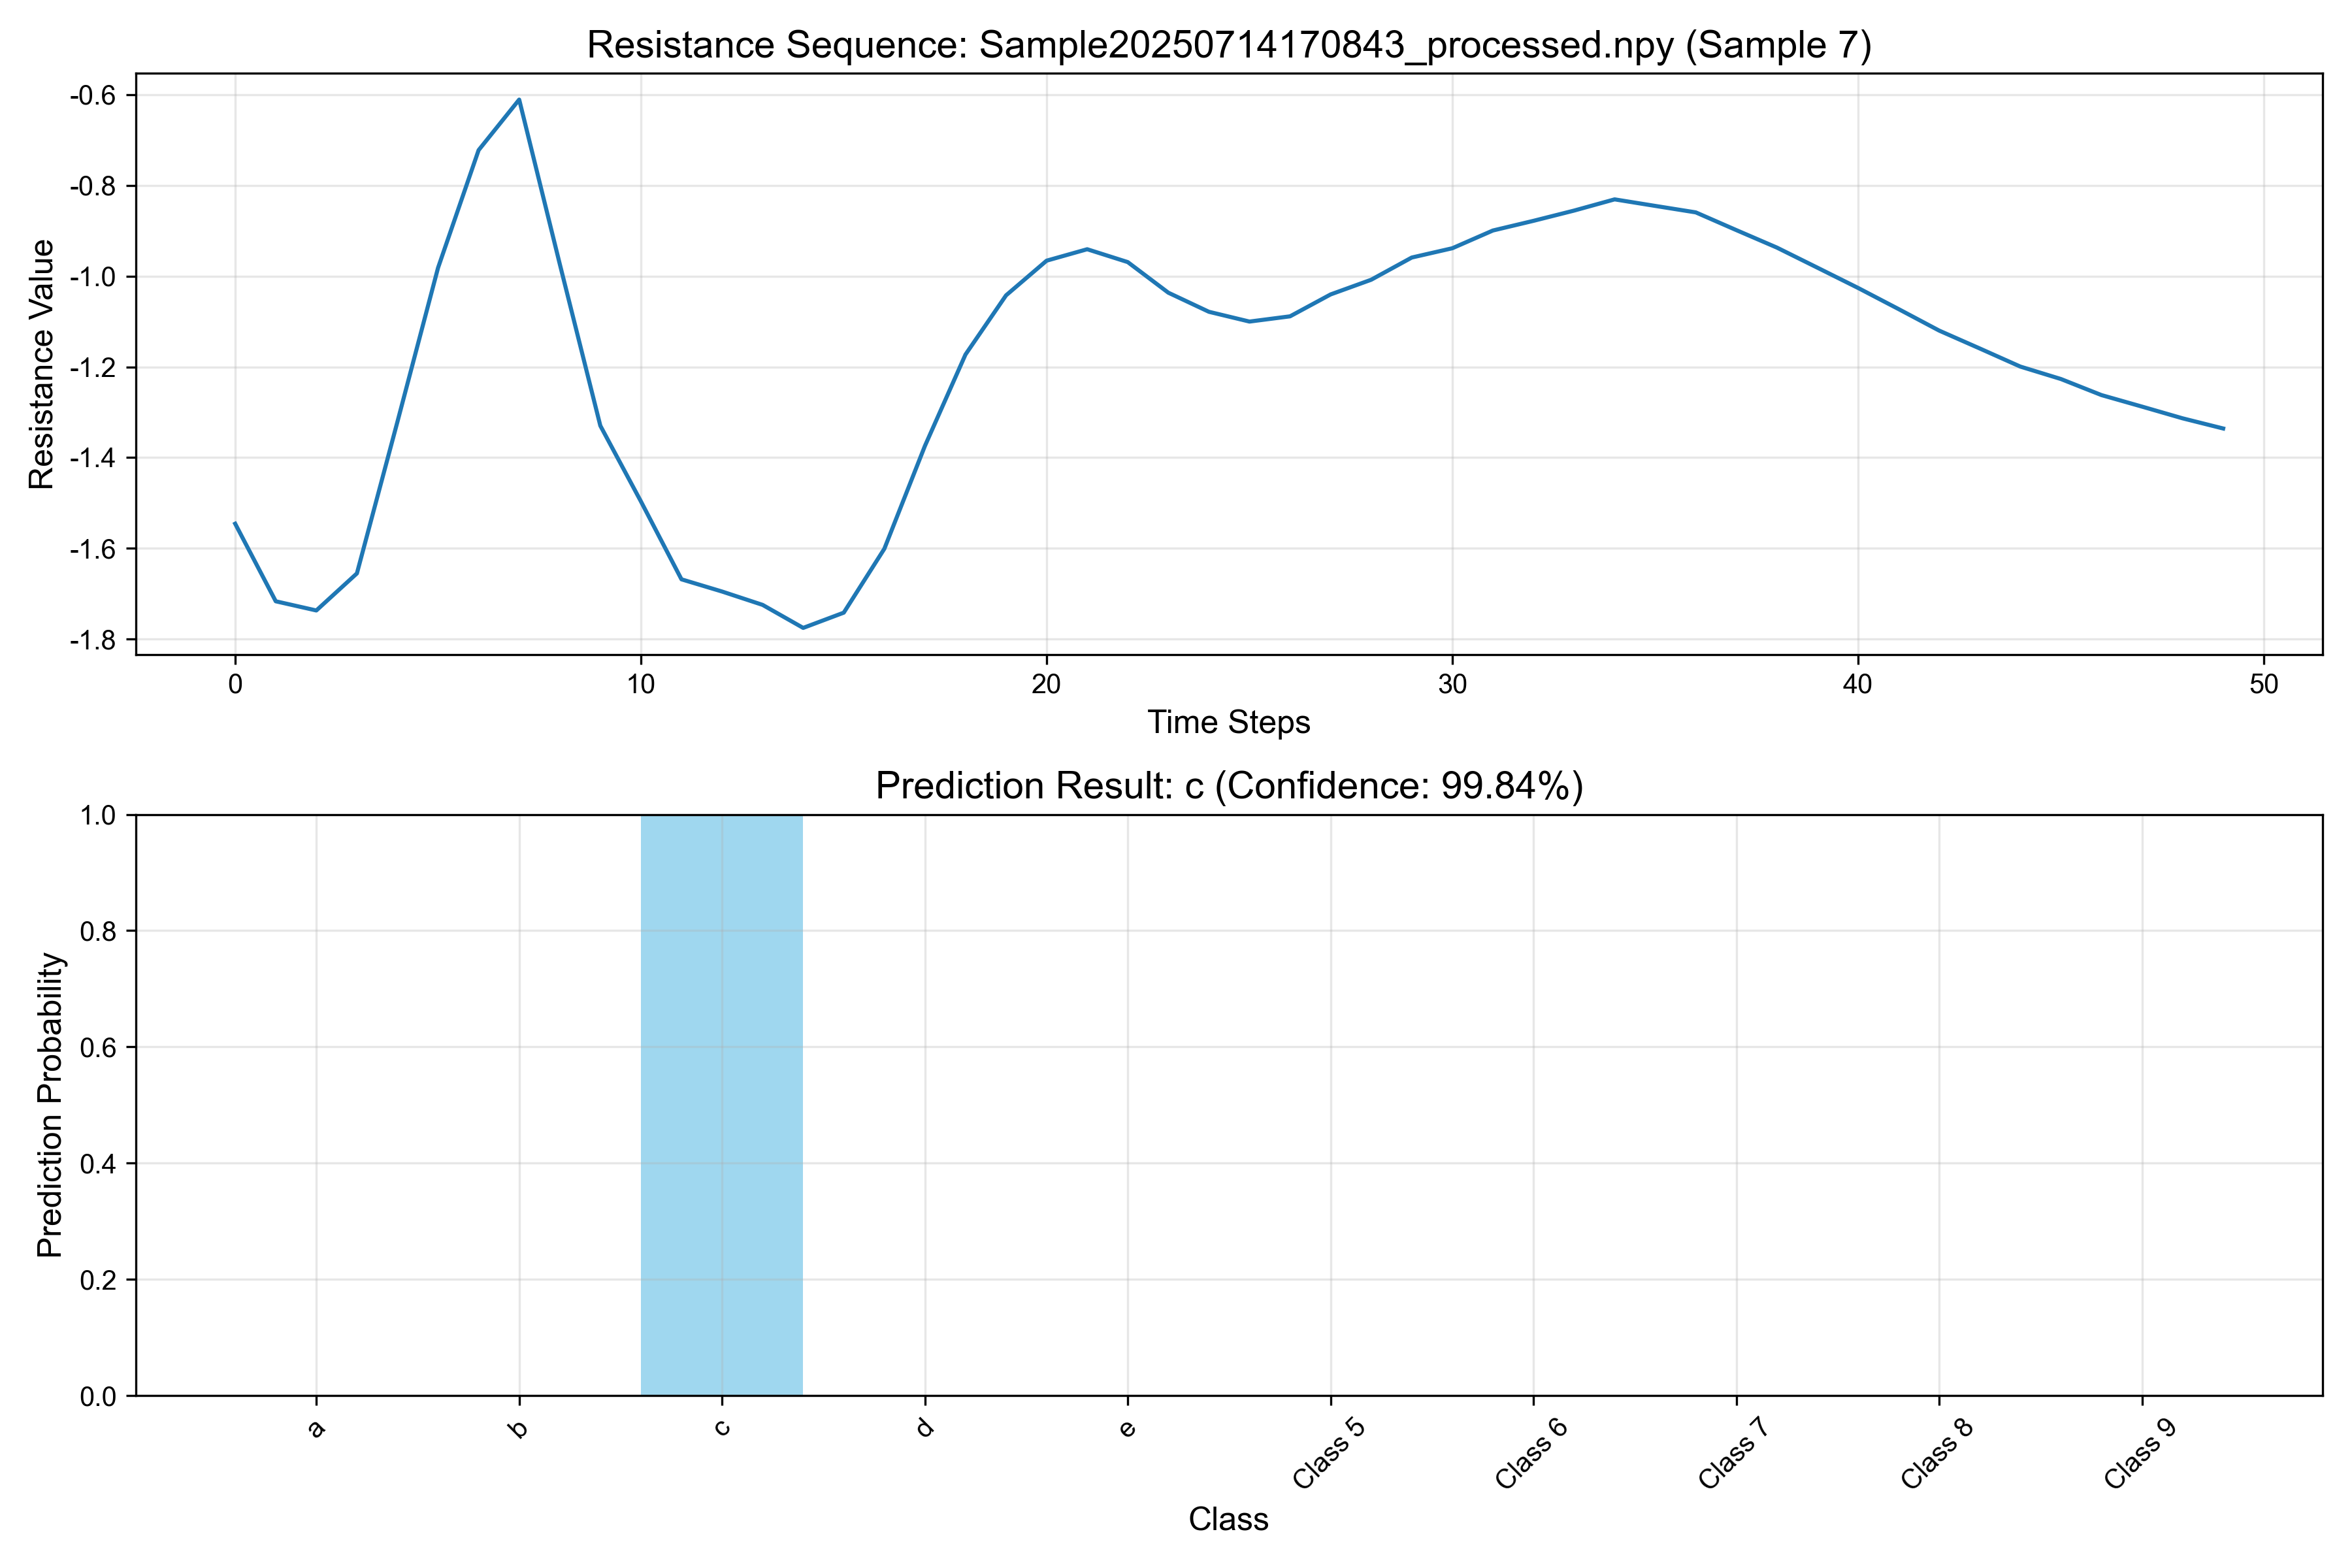 Resistance Sequence: Sample20250714170843_processed.npy (Sample 7)
-0.6
-0.8
-1.0
-1.2
-1.4
-1.6
-1.8
Resistance Value
0 10 20 30 40 50
Time Steps
Prediction Result: c (Confidence: 99.84%)
1.0
0.8
0.6
0.4
0.2
0.0
Prediction Probability
a b c d e Class 5 Class 6 Class 7 Class 8 Class 9
Class